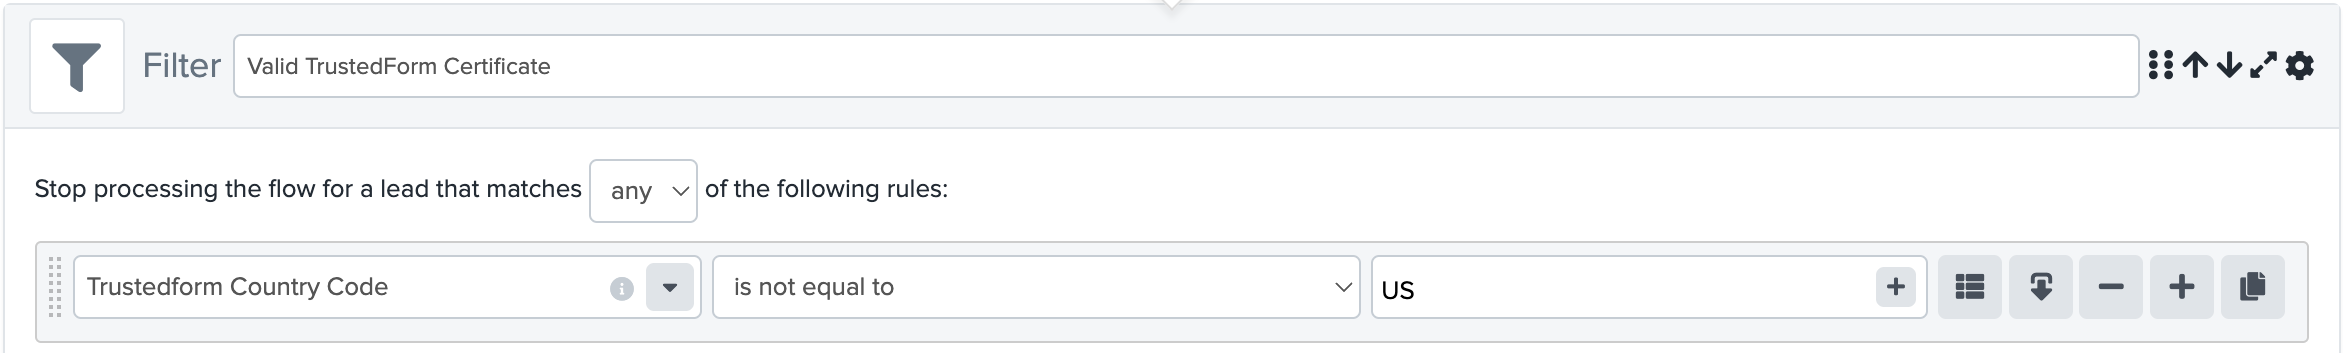 Filter Valid TrustedForm Certificate
Stop processing the flow for a lead that matches any of the following rules:
Trustedform Country Code is not equal to US